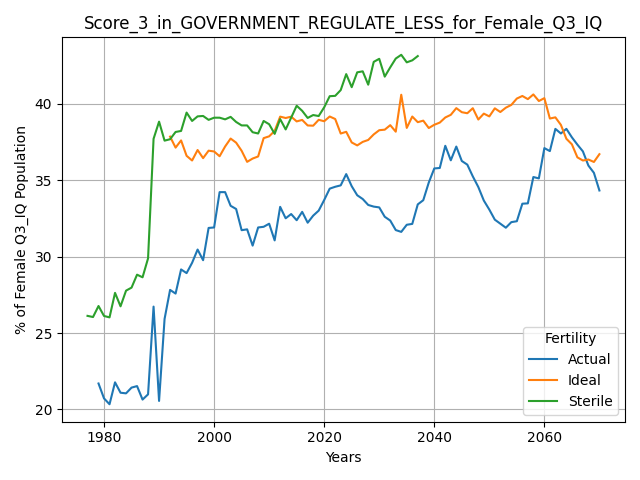 Score_3_in_GOVERNMENT_REGULATE_LESS_for_Female_Q3_IQ
% of Female Q3_IQ Population
40
35
30
25
20
1980
2000
2020
2040
2060
Years
Fertility
Actual
Ideal
Sterile